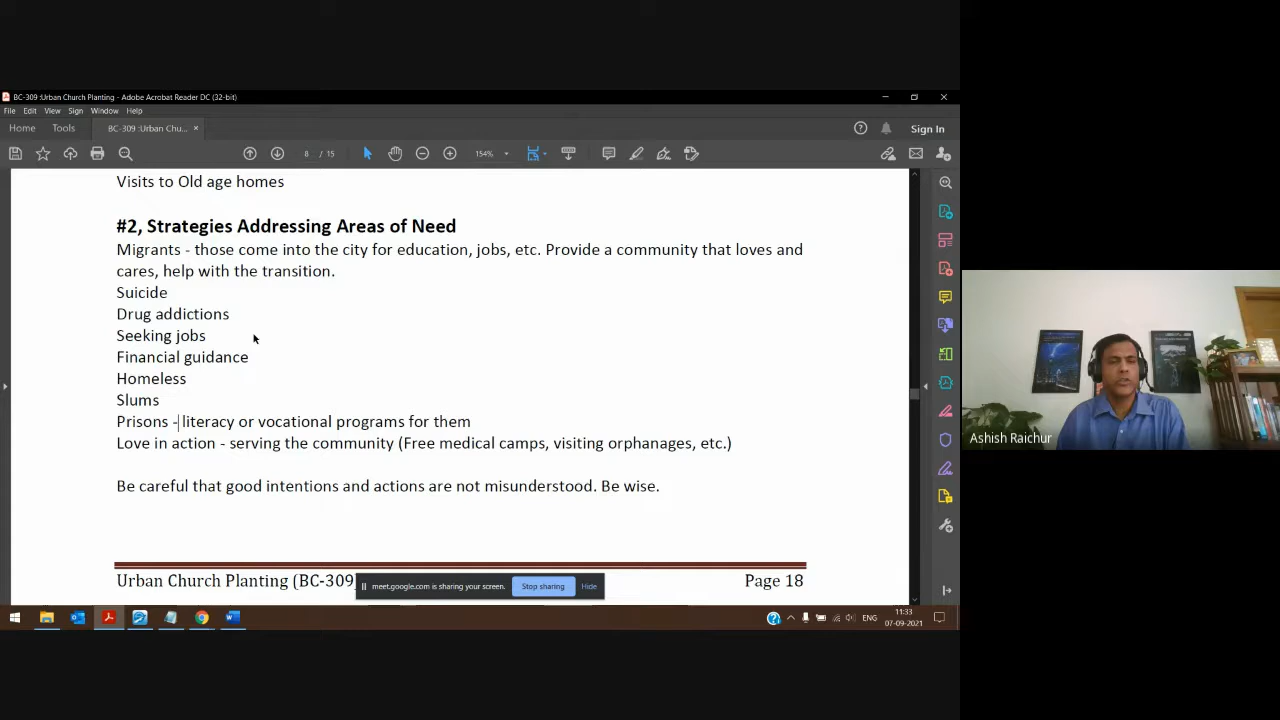 BC-309 :Urban Church Planting - Adobe Acrobat Reader DC (32-bit)
File Edit View Sign Window Help
Home Tools BC-309 :Urban Chu... × Sign In
8 / 15 154%
Visits to Old age homes
#2, Strategies Addressing Areas of Need
Migrants - those come into the city for education, jobs, etc. Provide a community that loves and
cares, help with the transition.
Suicide
Drug addictions
Seeking jobs
Financial guidance
Homeless
Slums
Prisons - literacy or vocational programs for them
Love in action - serving the community (Free medical camps, visiting orphanages, etc.)
Be careful that good intentions and actions are not misunderstood. Be wise.
Urban Church Planting (BC-309 Page 18
meet.google.com is sharing your screen. Stop sharing Hide
ENG 11:33
07-09-2021
Ashish Raichur